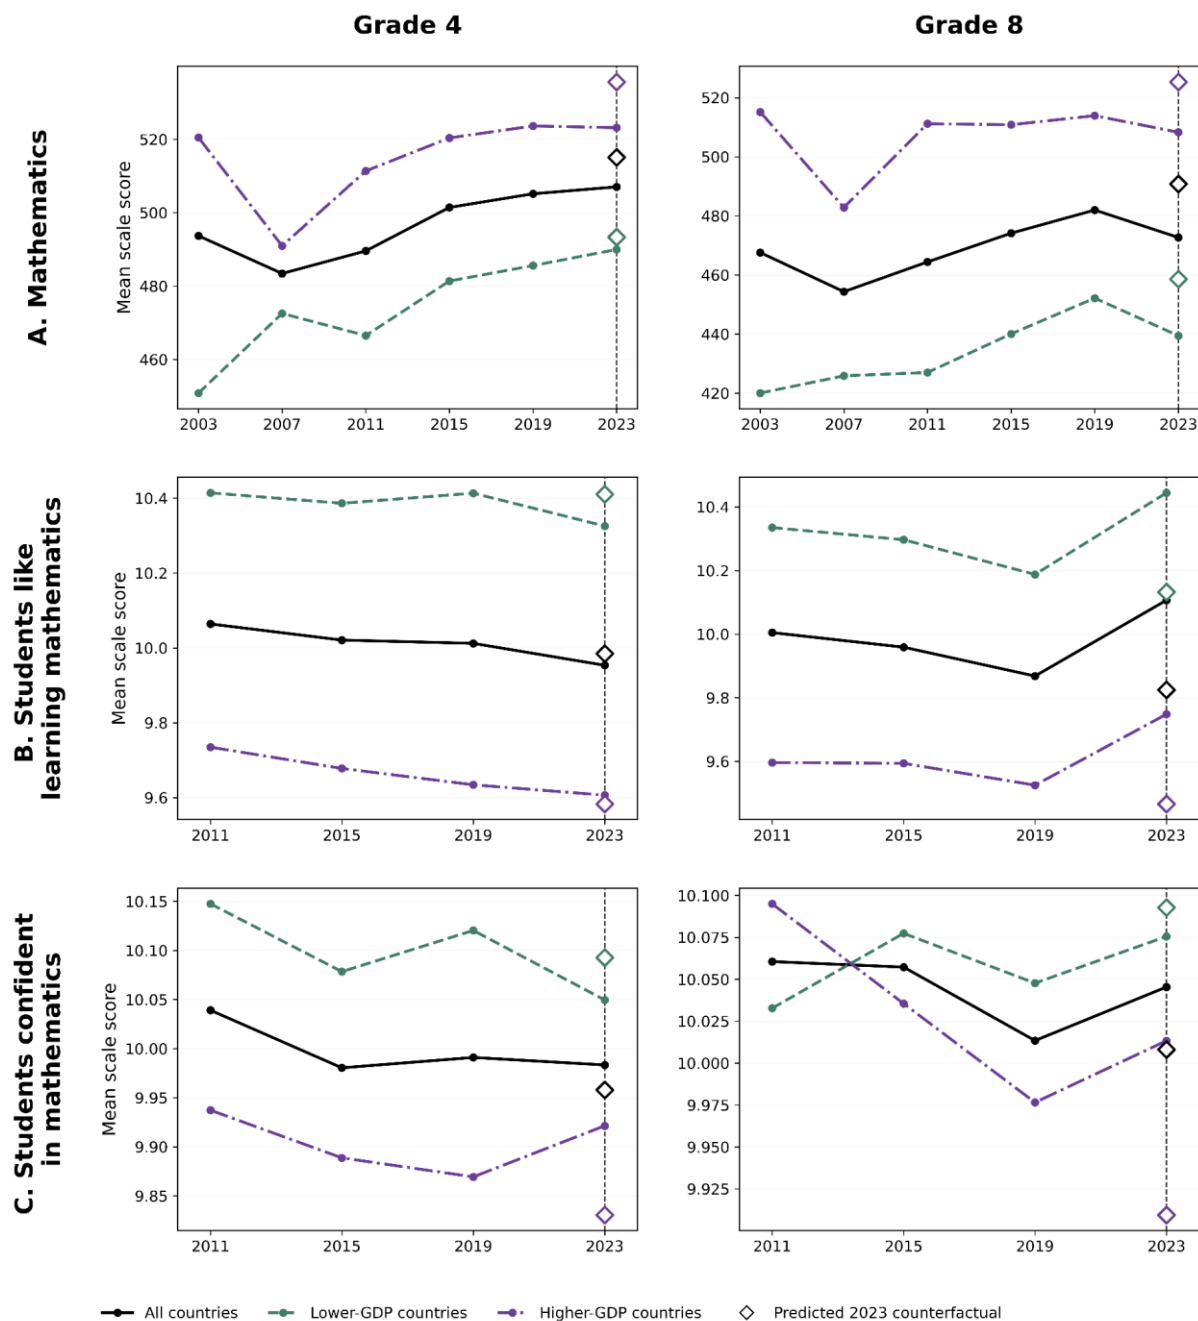 Grade 4
Grade 8
A. Mathematics
Mean scale score
520
500
480
460
2003 2007 2011 2015 2019 2023
520
500
480
460
440
420
2003 2007 2011 2015 2019 2023
B. Students like
learning mathematics
Mean scale score
10.4
10.2
10.0
9.8
9.6
2011 2015 2019 2023
10.4
10.2
10.0
9.8
9.6
2011 2015 2019 2023
C. Students confident
in mathematics
Mean scale score
10.15
10.10
10.05
10.00
9.95
9.90
9.85
2011 2015 2019 2023
10.100
10.075
10.050
10.025
10.000
9.975
9.950
9.925
2011 2015 2019 2023
All countries Lower-GDP countries Higher-GDP countries Predicted 2023 counterfactual